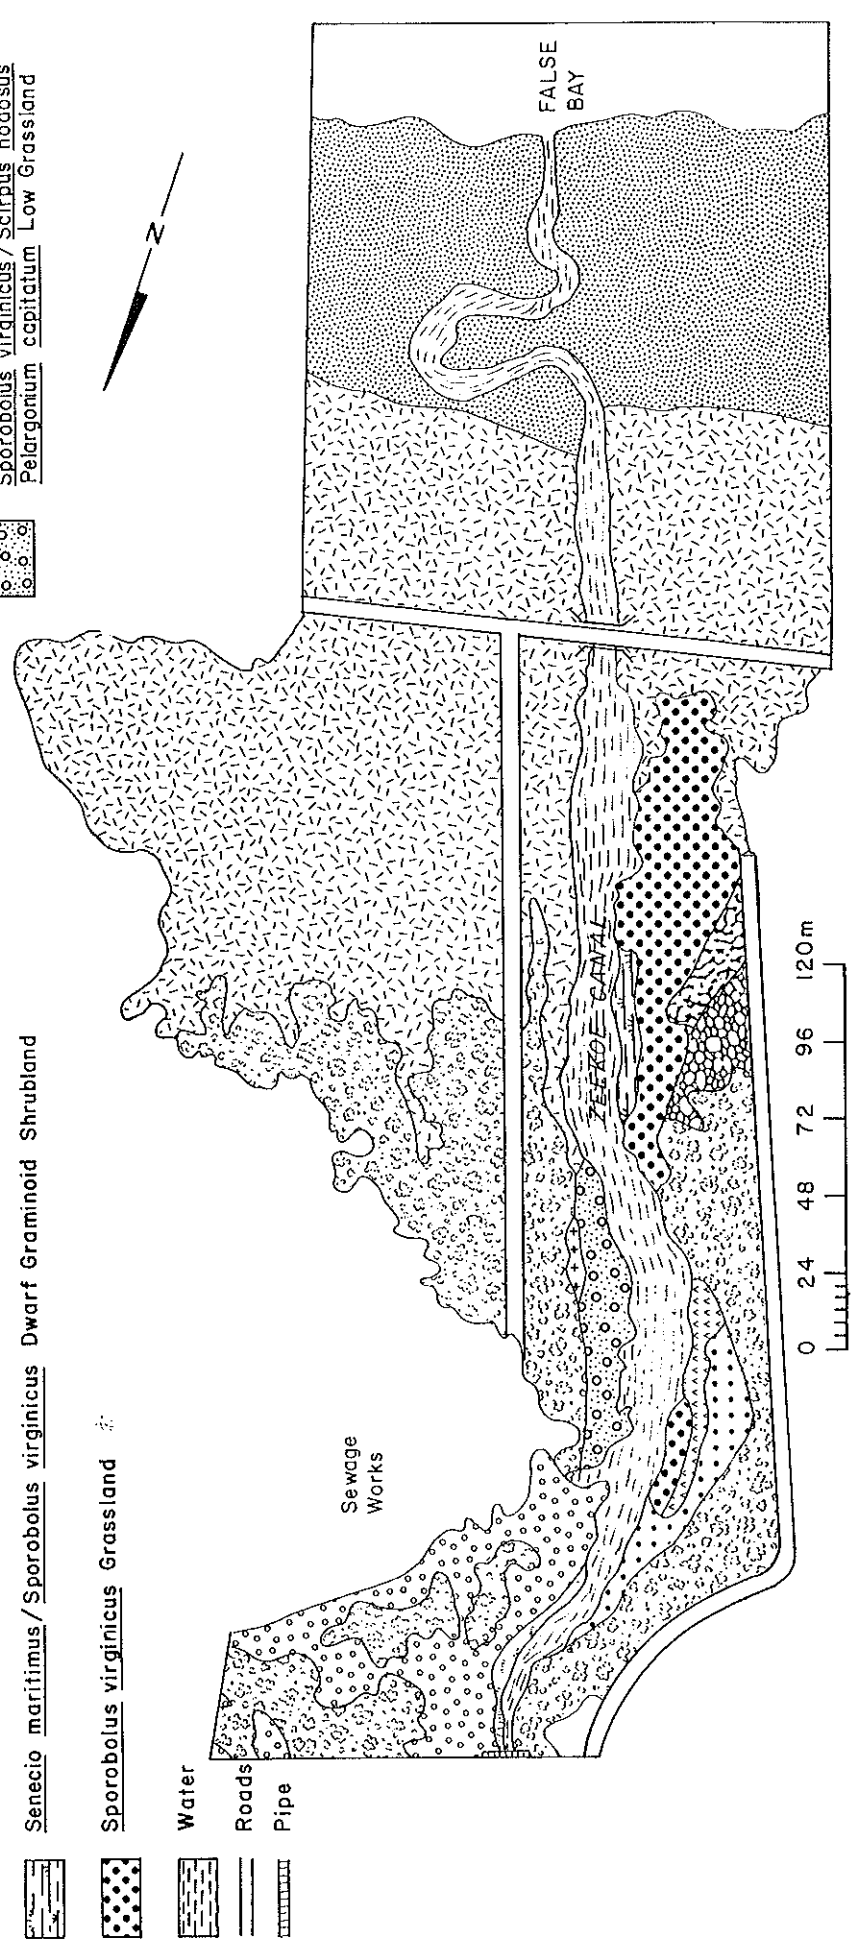 Sporobolus virginicus / Scirpus nodosus
Pelargonium capitatum Low Grassland
Senecio maritimus / Sporobolus virginicus Dwarf Graminoid Shrubland
Sporobolus virginicus Grassland
Water
Roads
Pipe
N
FALSE
BAY
Sewage
Works
ZEEKOE CANAL
0 24 48 72 96 120m